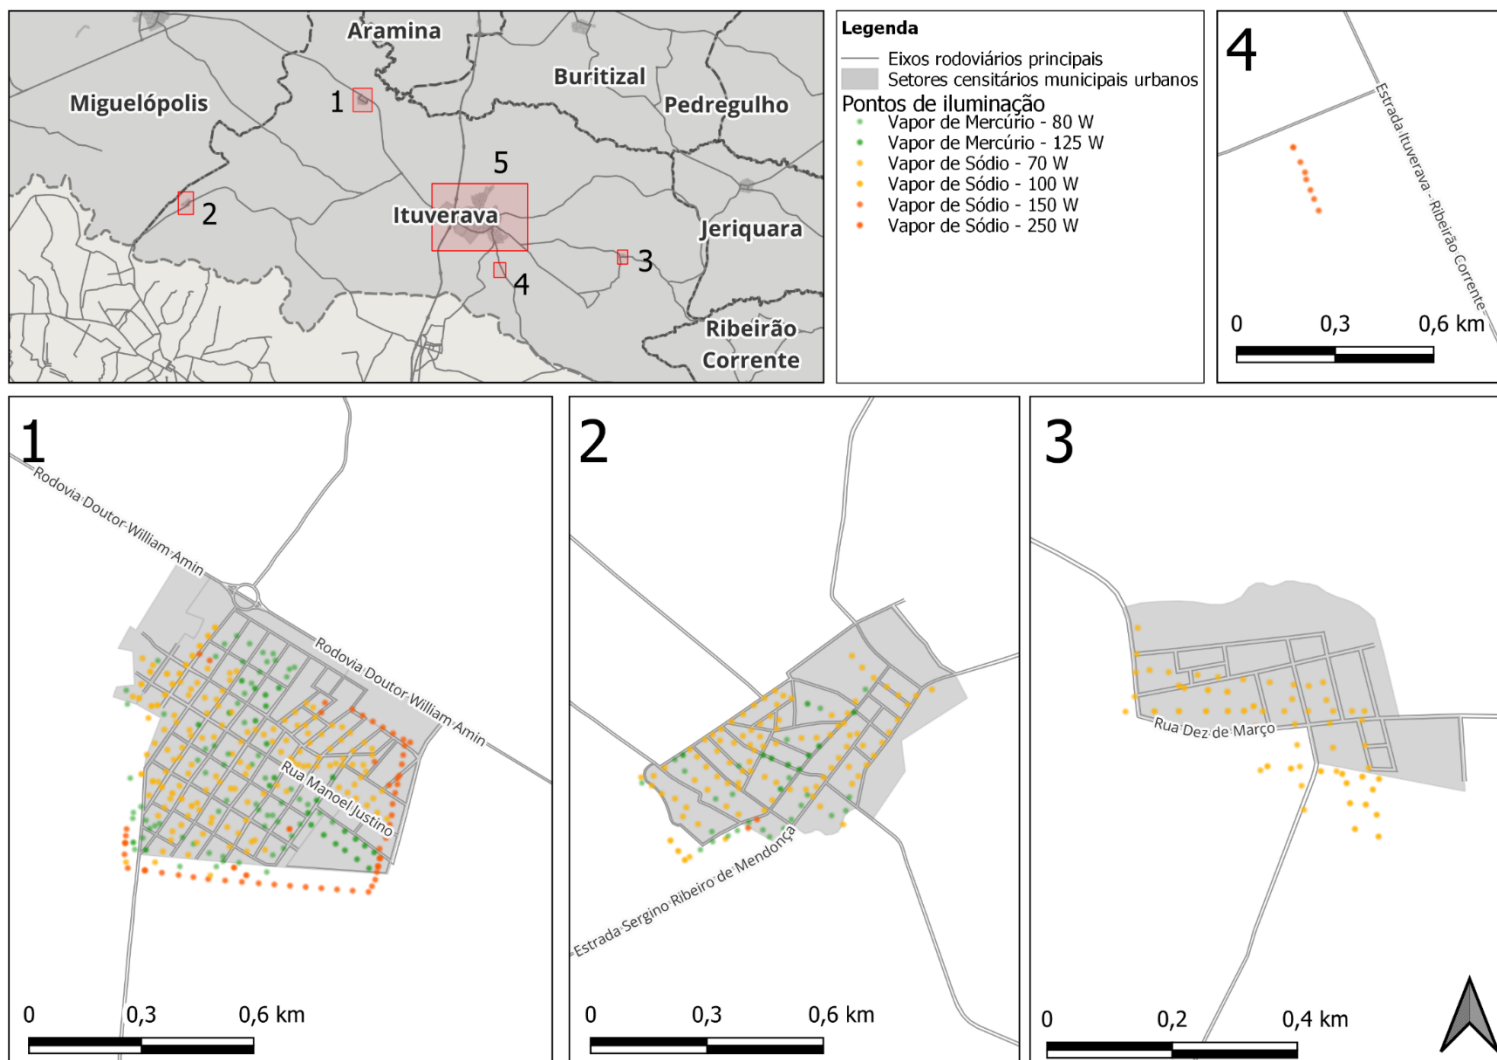 Aramina
Miguelópolis
Buritizal
Pedregulho
1
2
5
Ituverava
Jeriquara
3
4
Ribeirão
Corrente
Legenda
Eixos rodoviários principais
Setores censitários municipais urbanos
Pontos de iluminação
Vapor de Mercúrio - 80 W
Vapor de Mercúrio - 125 W
Vapor de Sódio - 70 W
Vapor de Sódio - 100 W
Vapor de Sódio - 150 W
Vapor de Sódio - 250 W
4
Estrada Ituverava - Ribeirão Corrente
0 0,3 0,6 km
1
Rodovia Doutor William Amin
Rodovia Doutor William Amin
Rua Manoel Justino
0 0,3 0,6 km
2
Estrada Sergino Ribeiro de Mendonça
0 0,3 0,6 km
3
Rua Dez de Março
0 0,2 0,4 km